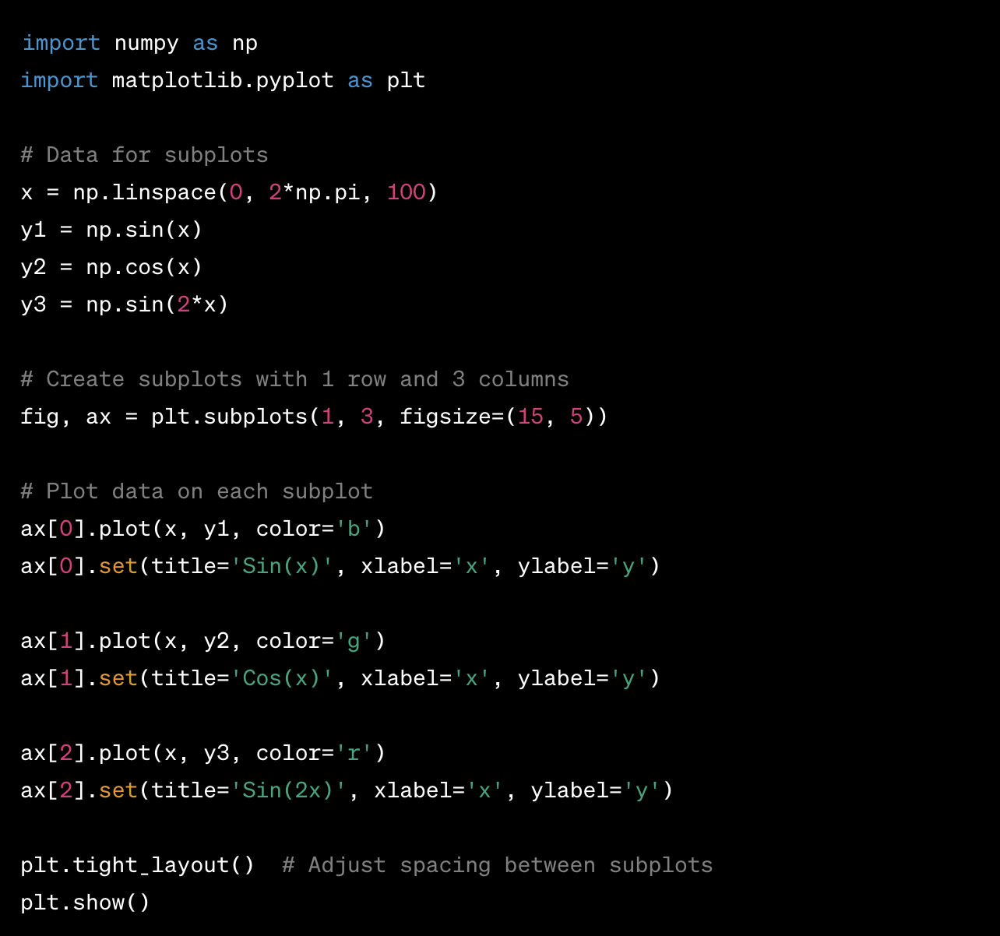 import numpy as np
import matplotlib.pyplot as plt
# Data for subplots
x = np.linspace(0, 2*np.pi, 100)
y1 = np.sin(x)
y2 = np.cos(x)
y3 = np.sin(2*x)
# Create subplots with 1 row and 3 columns
fig, ax = plt.subplots(1, 3, figsize=(15, 5))
# Plot data on each subplot
ax[0].plot(x, y1, color='b')
ax[0].set(title='Sin(x)', xlabel='x', ylabel='y')
ax[1].plot(x, y2, color='g')
ax[1].set(title='Cos(x)', xlabel='x', ylabel='y')
ax[2].plot(x, y3, color='r')
ax[2].set(title='Sin(2x)', xlabel='x', ylabel='y')
plt.tight_layout()  # Adjust spacing between subplots
plt.show()